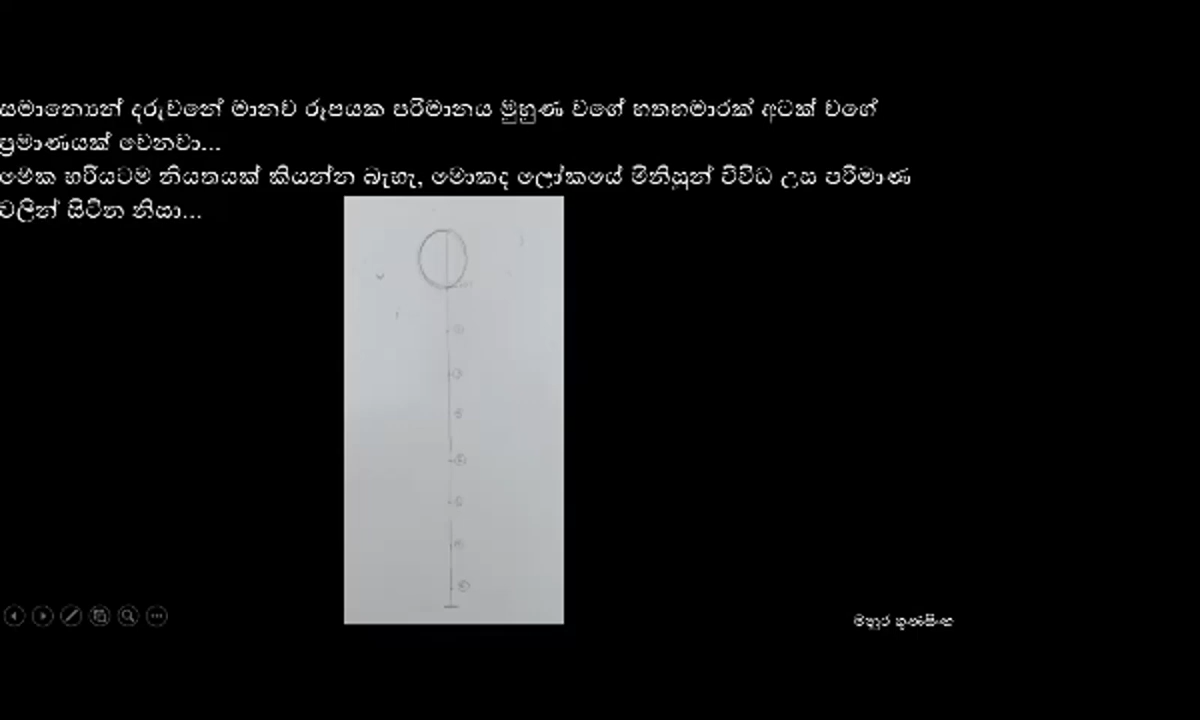 සමාන්‍යෙන් දරුවනේ මානව රූපයක පරිමානය මුහුණ වගේ හතහමාරක් අටක් වගේ
ප්‍රමාණයක් වෙනවා...
මේක හරියටම නියතයක් කියන්න බැහැ, මොකද ලෝකයේ මිනිසුන් විවිධ උස පරිමාණ
වලින් සිටින නිසා...